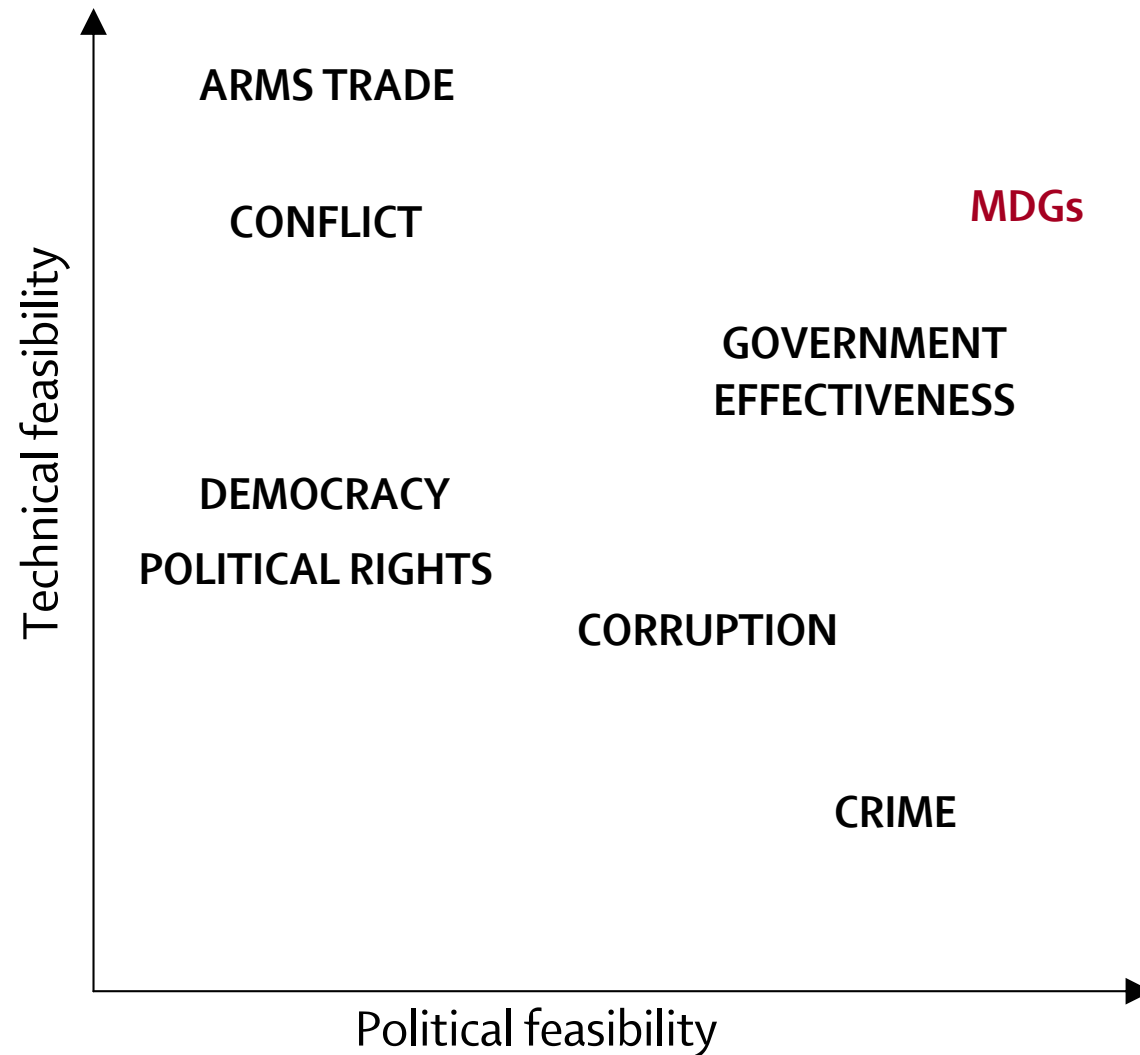 ARMS TRADE
MDGs
CONFLICT
GOVERNMENT
EFFECTIVENESS
Technical feasibility
DEMOCRACY
POLITICAL RIGHTS
CORRUPTION
CRIME
Political feasibility